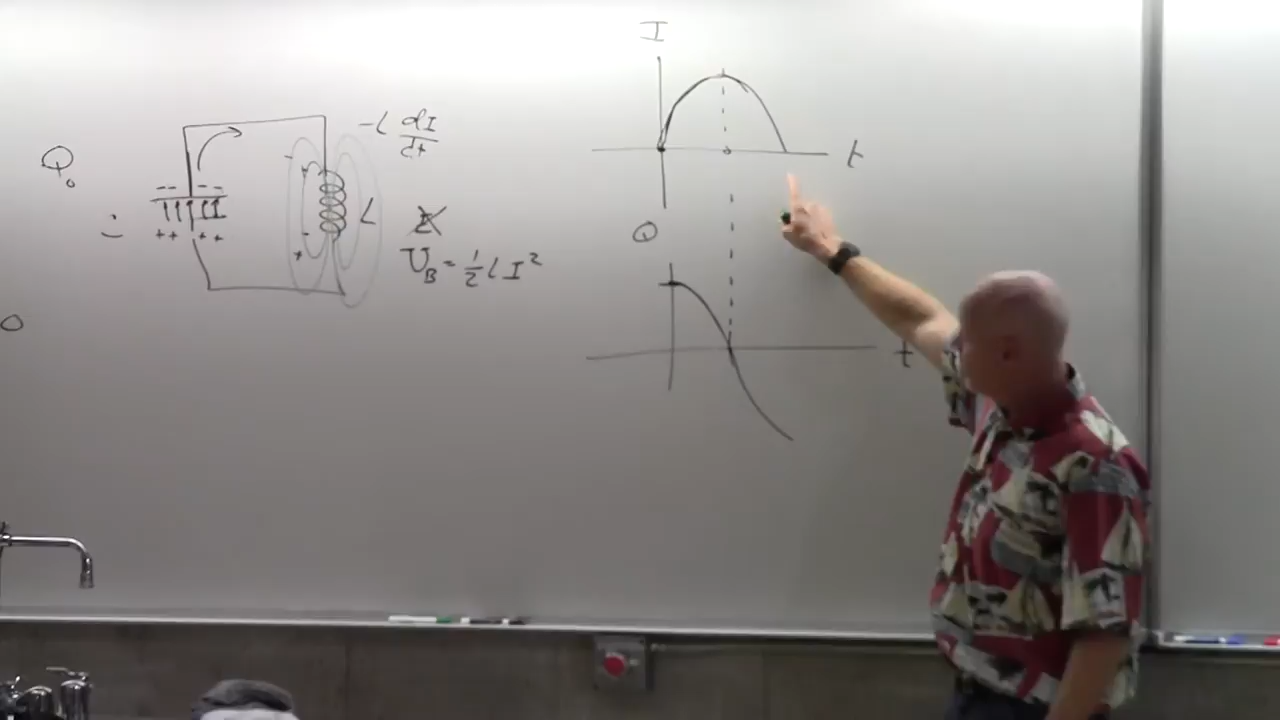 Q₀
-L dI/dt
-- --
++ ++
L
U_B = ½ L I²
O
I
t
Q
t